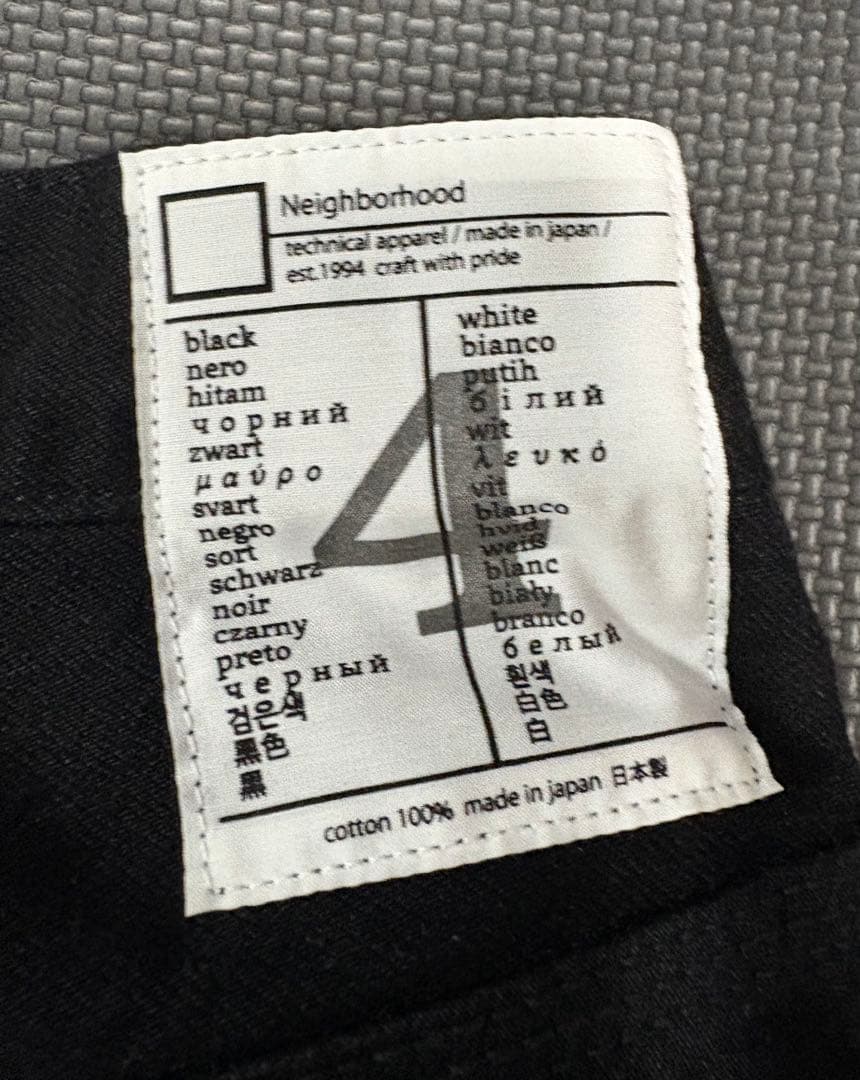 Neighborhood
technical apparel / made in japan /
est.1994 craft with pride
black
nero
hitam
чорний
zwart
μαύρο
svart
negro
sort
schwarz
noir
czarny
preto
черный
검은색
黒色
黒
white
bianco
putih
білий
wit
λευκό
vit
blanco
hvid
weiß
blanc
biały
branco
белый
흰색
白色
白
4
cotton 100% made in japan 日本製